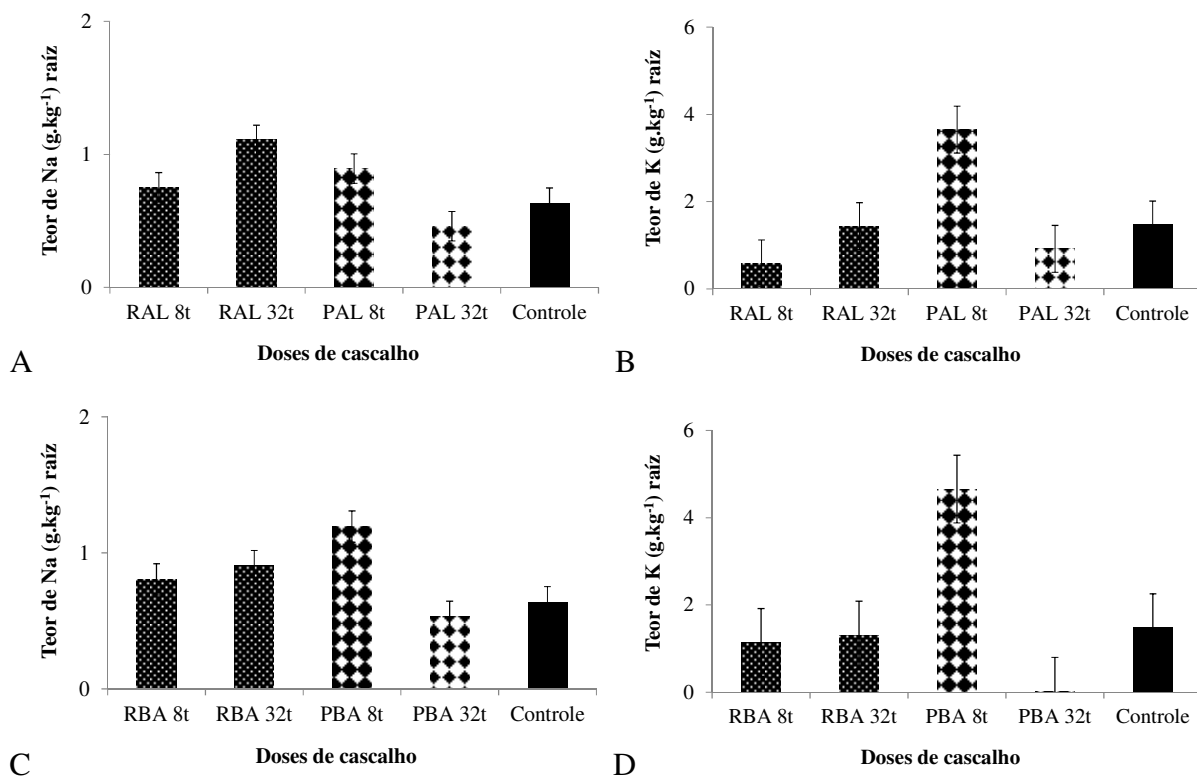 Teor de Na (g.kg⁻¹) raíz
2
1
0
RAL 8t RAL 32t PAL 8t PAL 32t Controle
Doses de cascalho
A
Teor de K (g.kg⁻¹) raíz
6
4
2
0
RAL 8t RAL 32t PAL 8t PAL 32t Controle
Doses de cascalho
B
Teor de Na (g.kg⁻¹) raíz
2
1
0
RBA 8t RBA 32t PBA 8t PBA 32t Controle
Doses de cascalho
C
Teor de K (g.kg⁻¹) raíz
6
4
2
0
RBA 8t RBA 32t PBA 8t PBA 32t Controle
Doses de cascalho
D